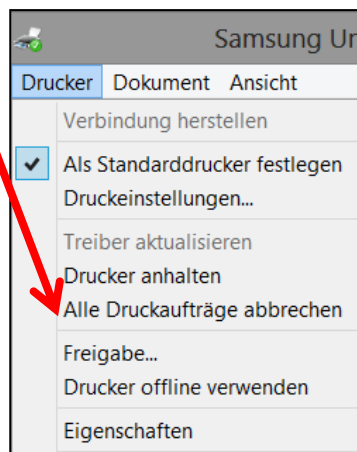 Samsung Un
Drucker Dokument Ansicht
Verbindung herstellen
Als Standarddrucker festlegen
Druckeinstellungen...
Treiber aktualisieren
Drucker anhalten
Alle Druckaufträge abbrechen
Freigabe...
Drucker offline verwenden
Eigenschaften